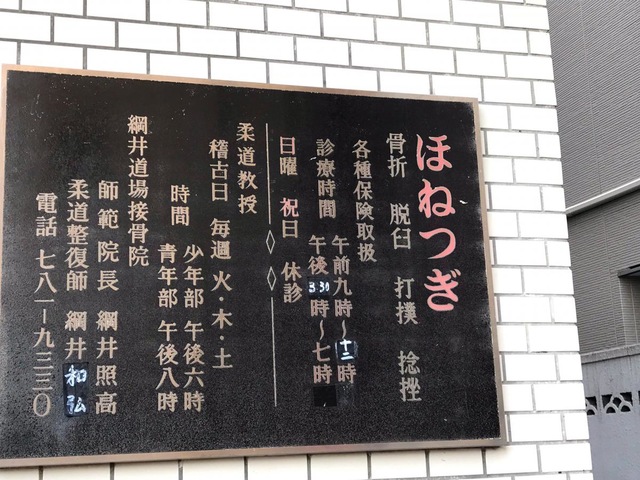 ほねつぎ
骨折 脱臼 打撲 捻挫
各種保険取扱
診療時間 午前九時〜十二時
午後3:30時〜七時
日曜 祝日 休診
柔道教授
稽古日 毎週 火・木・土
時間 少年部 午後六時
青年部 午後八時
綱井道場接骨院
師範 院長 綱井照高
柔道整復師 綱井和弘
電話 七八一-九三三〇